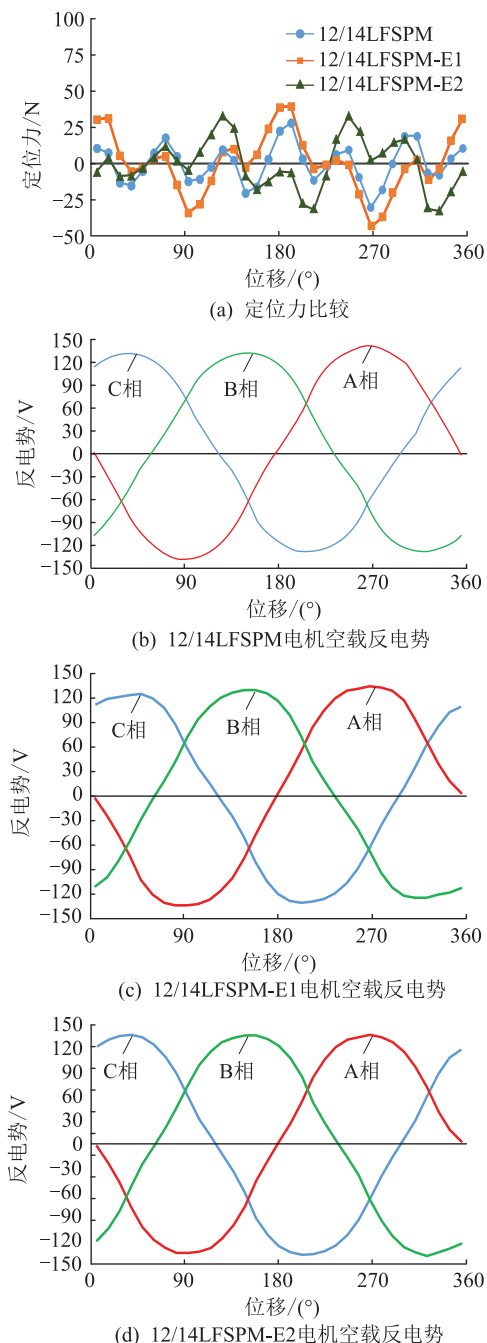 100
12/14LFSPM
75
12/14LFSPM-E1
50
12/14LFSPM-E2
25
0
−25
−50
定位力/N
0 90 180 270 360
位移/(°)
(a) 定位力比较
150
120
90
60
30
0
−30
−60
−90
−120
−150
反电势/V
C相 B相 A相
0 90 180 270 360
位移/(°)
(b) 12/14LFSPM电机空载反电势
150
120
90
60
30
0
−30
−60
−90
−120
−150
反电势/V
C相 B相 A相
0 90 180 270 360
位移/(°)
(c) 12/14LFSPM-E1电机空载反电势
150
120
90
60
30
0
−30
−60
−90
−120
−150
反电势/V
C相 B相 A相
0 90 180 270 360
位移/(°)
(d) 12/14LFSPM-E2电机空载反电势